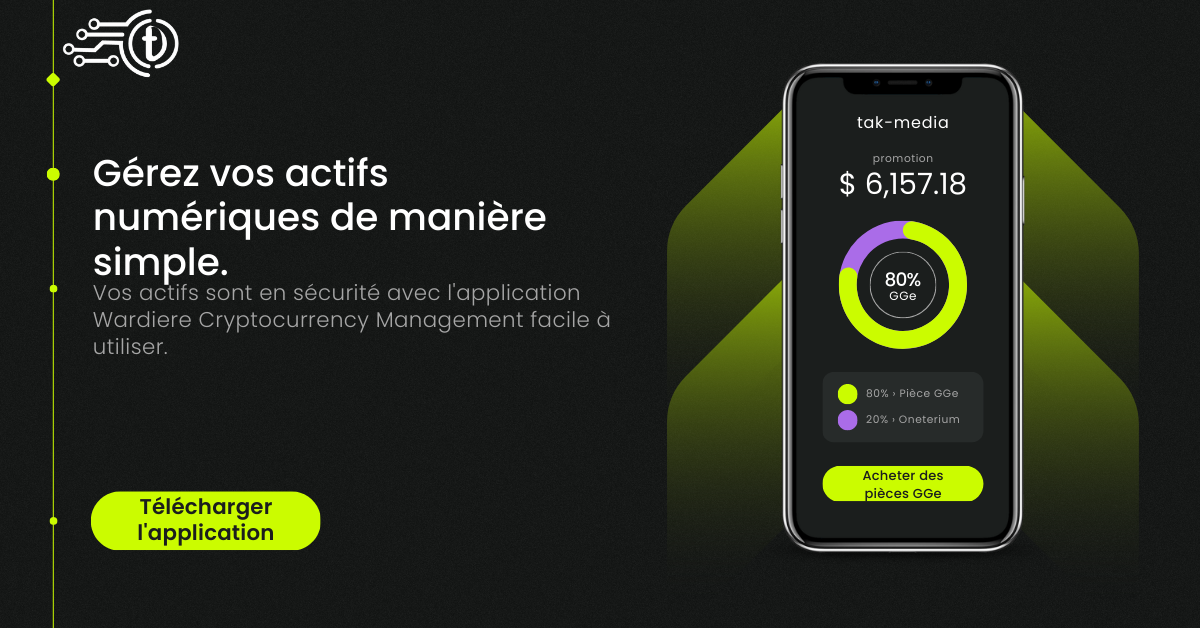 t
Gérez vos actifs
numériques de manière
simple.
Vos actifs sont en sécurité avec l'application
Wardiere Cryptocurrency Management facile à
utiliser.
Télécharger
l'application
tak-media
promotion
$ 6,157.18
80%
GGe
80% › Pièce GGe
20% › Oneterium
Acheter des
pièces GGe